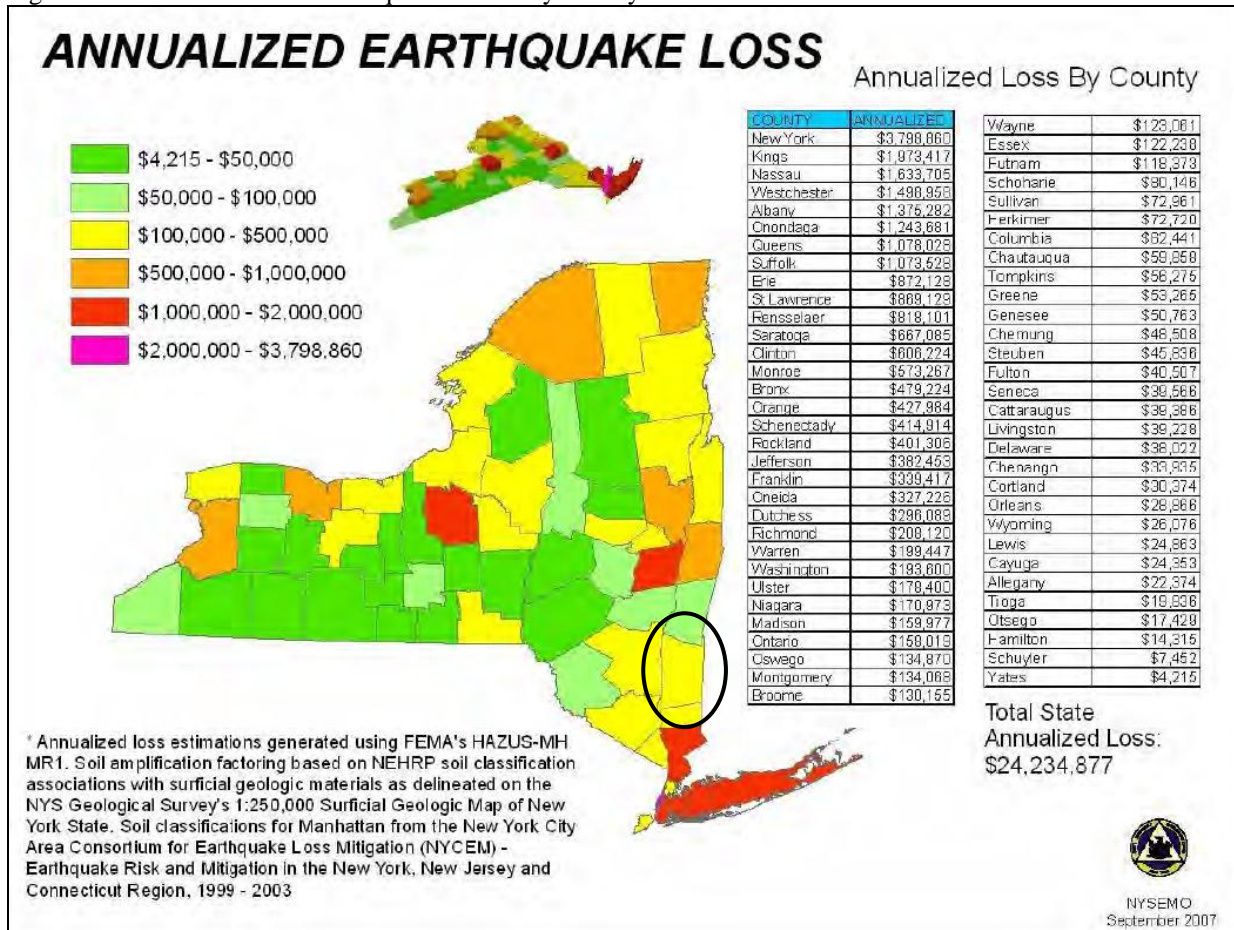 ANNUALIZED EARTHQUAKE LOSS
Annualized Loss By County
$4,215 - $50,000
$50,000 - $100,000
$100,000 - $500,000
$500,000 - $1,000,000
$1,000,000 - $2,000,000
$2,000,000 - $3,798,860
COUNTY ANNUALIZED
New York $3,798,860
Kings $1,973,417
Nassau $1,633,705
Westchester $1,498,958
Albany $1,375,282
Onondaga $1,243,681
Queens $1,078,028
Suffolk $1,073,528
Erie $872,128
St Lawrence $869,129
Rensselaer $818,101
Saratoga $667,085
Clinton $606,224
Monroe $573,267
Bronx $479,224
Orange $427,984
Schenectady $414,914
Rockland $401,306
Jefferson $382,453
Franklin $339,417
Oneida $327,226
Dutchess $296,089
Richmond $208,120
Warren $199,447
Washington $193,600
Ulster $178,400
Niagara $170,973
Madison $159,977
Ontario $158,019
Oswego $134,870
Montgomery $134,068
Broome $130,155
Wayne $123,061
Essex $122,238
Putnam $118,373
Schoharie $80,146
Sullivan $72,961
Herkimer $72,720
Columbia $62,441
Chautauqua $59,858
Tompkins $56,275
Greene $53,265
Genesee $50,763
Chemung $48,508
Steuben $45,836
Fulton $40,507
Seneca $39,566
Cattaraugus $39,386
Livingston $39,228
Delaware $38,022
Chenango $33,935
Cortland $30,374
Orleans $28,866
Wyoming $26,076
Lewis $24,863
Cayuga $24,353
Allegany $22,374
Tioga $19,836
Otsego $17,429
Hamilton $14,315
Schuyler $7,452
Yates $4,215
Total State
Annualized Loss:
$24,234,877
* Annualized loss estimations generated using FEMA's HAZUS-MH
MR1. Soil amplification factoring based on NEHRP soil classification
associations with surficial geologic materials as delineated on the
NYS Geological Survey's 1:250,000 Surficial Geologic Map of New
York State. Soil classifications for Manhattan from the New York City
Area Consortium for Earthquake Loss Mitigation (NYCEM) -
Earthquake Risk and Mitigation in the New York, New Jersey and
Connecticut Region, 1999 - 2003
NYSEMO
September 2007